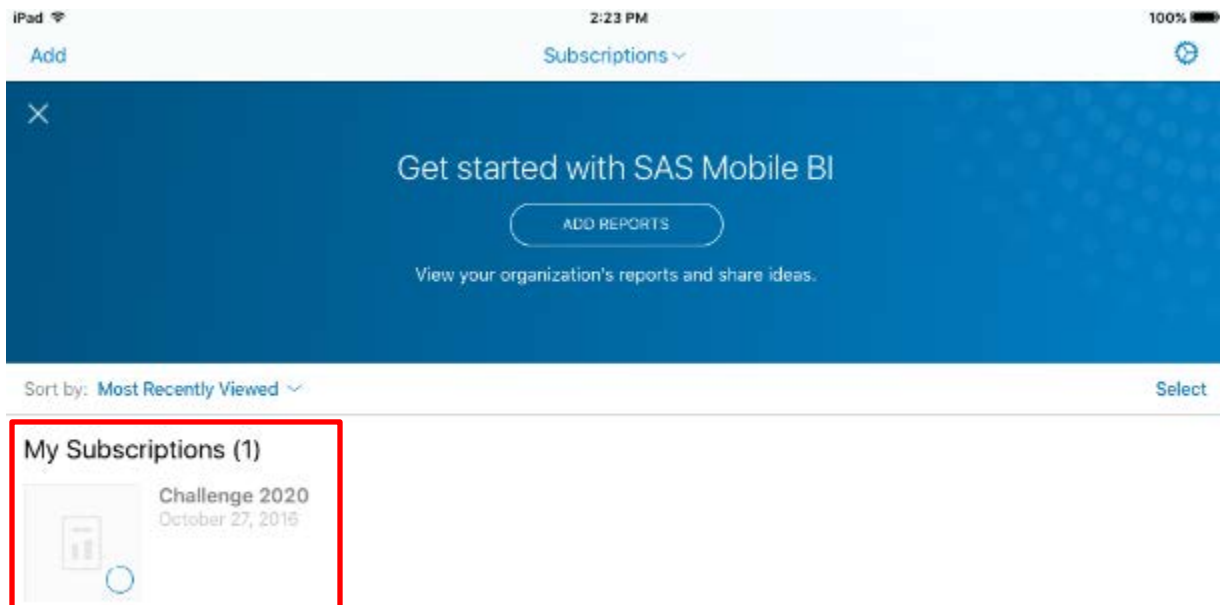 iPad 2:23 PM 100%
Add Subscriptions
Get started with SAS Mobile BI
ADD REPORTS
View your organization's reports and share ideas.
Sort by: Most Recently Viewed Select
My Subscriptions (1)
Challenge 2020
October 27, 2016